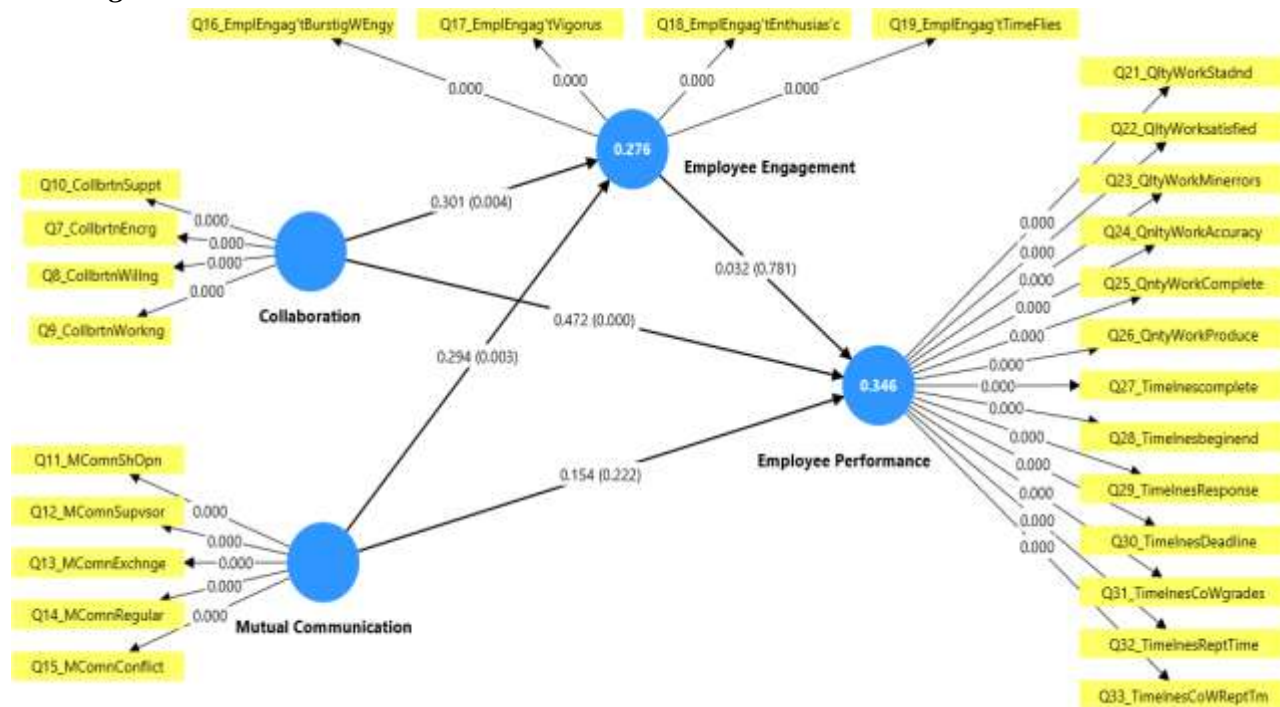 Q16_EmplEngag'tBurstigWEngy
Q17_EmplEngag'tVigorus
Q18_EmplEngag'tEnthusias'c
Q19_EmplEngag'tTimeFlies
0.000
0.000
0.000
0.000
0.276
Employee Engagement
Q10_CollbrtnSuppt
Q7_CollbrtnEncrg
Q8_CollbrtnWillng
Q9_CollbrtnWorkng
0.000
0.000
0.000
0.000
Collaboration
0.301 (0.004)
0.032 (0.781)
0.472 (0.000)
0.294 (0.003)
0.154 (0.222)
Q11_MComnShOpn
Q12_MComnSupvsor
Q13_MComnExchnge
Q14_MComnRegular
Q15_MComnConflict
0.000
0.000
0.000
0.000
0.000
Mutual Communication
0.346
Employee Performance
0.000
0.000
0.000
0.000
0.000
0.000
0.000
0.000
0.000
0.000
0.000
0.000
0.000
Q21_QltyWorkStadnd
Q22_QltyWorksatisfied
Q23_QltyWorkMinerrors
Q24_QnltyWorkAccuracy
Q25_QntyWorkComplete
Q26_QntyWorkProduce
Q27_Timelnescomplete
Q28_Timelnesbeginend
Q29_TimelnesResponse
Q30_TimelnesDeadline
Q31_TimelnesCoWgrades
Q32_TimelnesReptTime
Q33_TimelnesCoWReptTm